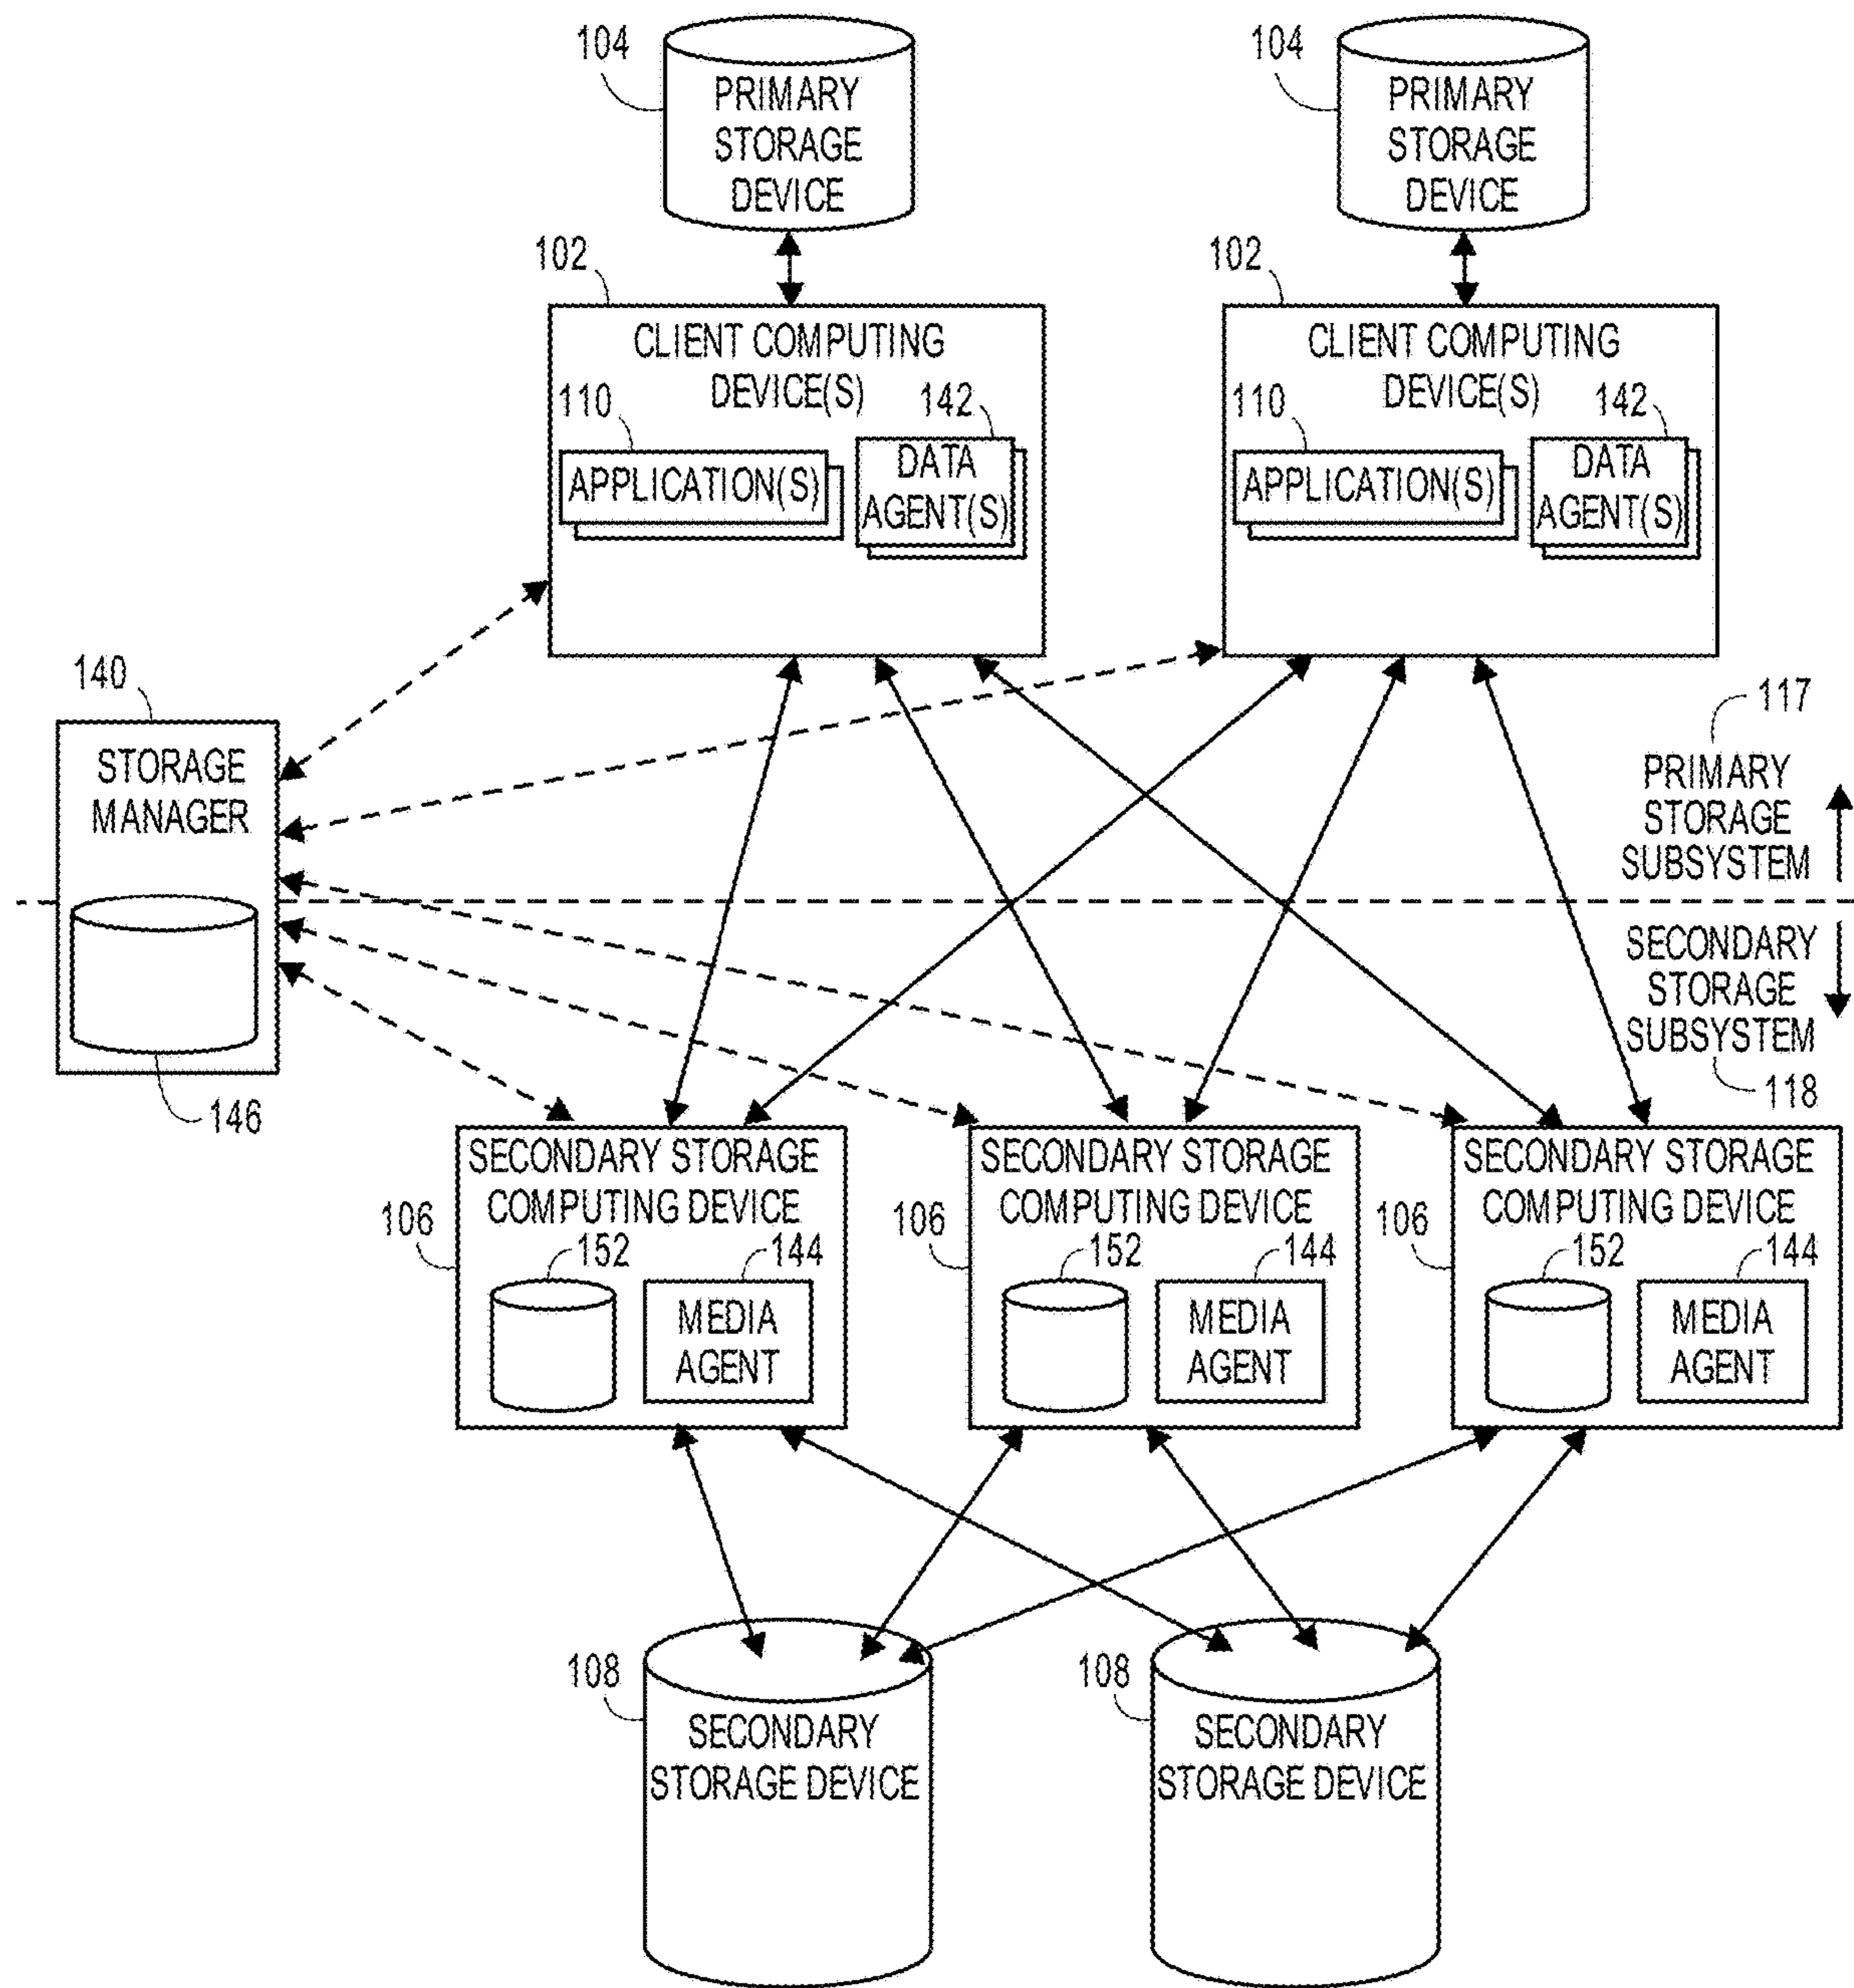 104
PRIMARY
STORAGE
DEVICE
104
PRIMARY
STORAGE
DEVICE
102
CLIENT COMPUTING
DEVICE(S)
110
142
APPLICATION(S)
DATA
AGENT(S)
102
CLIENT COMPUTING
DEVICE(S)
110
142
APPLICATION(S)
DATA
AGENT(S)
140
STORAGE
MANAGER
146
117
PRIMARY
STORAGE
SUBSYSTEM
SECONDARY
STORAGE
SUBSYSTEM
118
SECONDARY STORAGE
COMPUTING DEVICE
106
152
144
MEDIA
AGENT
SECONDARY STORAGE
COMPUTING DEVICE
106
152
144
MEDIA
AGENT
SECONDARY STORAGE
COMPUTING DEVICE
106
152
144
MEDIA
AGENT
108
SECONDARY
STORAGE DEVICE
108
SECONDARY
STORAGE DEVICE